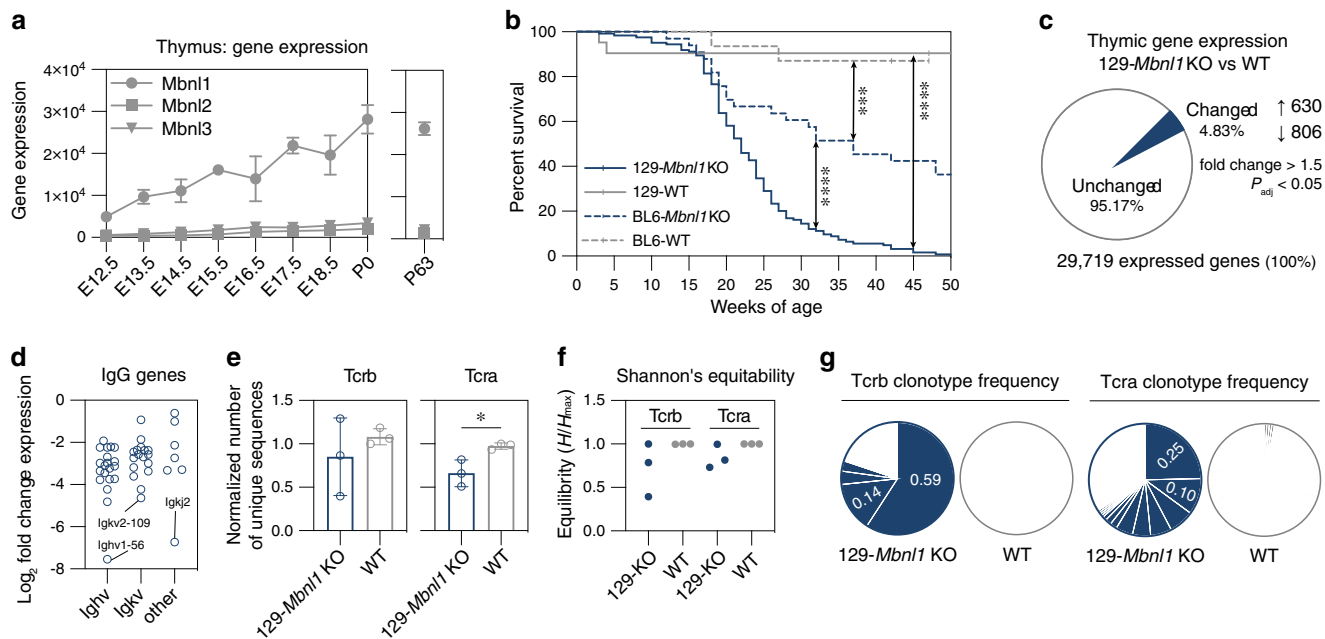 a
Thymus: gene expression
Gene expression
4×10⁴
3×10⁴
2×10⁴
1×10⁴
0
Mbnl1
Mbnl2
Mbnl3
E12.5
E13.5
E14.5
E15.5
E16.5
E17.5
E18.5
P0
P63
b
Percent survival
100
80
60
40
20
0
129-Mbnl1 KO
129-WT
BL6-Mbnl1 KO
BL6-WT
****
***
****
0 5 10 15 20 25 30 35 40 45 50
Weeks of age
c
Thymic gene expression
129-Mbnl1 KO vs WT
Changed
4.83%
↑ 630
↓ 806
fold change > 1.5
Padj < 0.05
Unchanged
95.17%
29,719 expressed genes (100%)
d
IgG genes
Log2 fold change expression
0
-2
-4
-6
-8
Igkv2-109
Ighv1-56
Igkj2
Ighv
Igkv
other
e
Normalized number
of unique sequences
Tcrb
Tcra
1.5
1.0
0.5
0.0
*
129-Mbnl1 KO
WT
129-Mbnl1 KO
WT
f
Shannon's equitability
Equilibrity (H/Hmax)
1.5
1.0
0.5
0.0
Tcrb
Tcra
129-KO
WT
129-KO
WT
g
Tcrb clonotype frequency
Tcra clonotype frequency
0.59
0.14
0.25
0.10
129-Mbnl1 KO
WT
129-Mbnl1 KO
WT